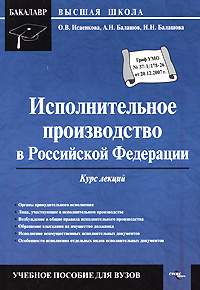 БАКАЛАВР
ВЫСШАЯ ШКОЛА
О.В. Исаенкова, А.Н. Балашов, И.Н. Балашова
Гриф УМО
№ 57-1/178-26
от 20.12.2007 г.
Исполнительное
производство
в Российской Федерации
Курс лекций
Органы принудительного исполнения
Лица, участвующие в исполнительном производстве
Возбуждение и общие правила исполнительного производства
Обращение взыскания на имущество должника
Исполнение неимущественных исполнительных документов
Особенности исполнения отдельных видов исполнительных документов
УЧЕБНОЕ ПОСОБИЕ ДЛЯ ВУЗОВ